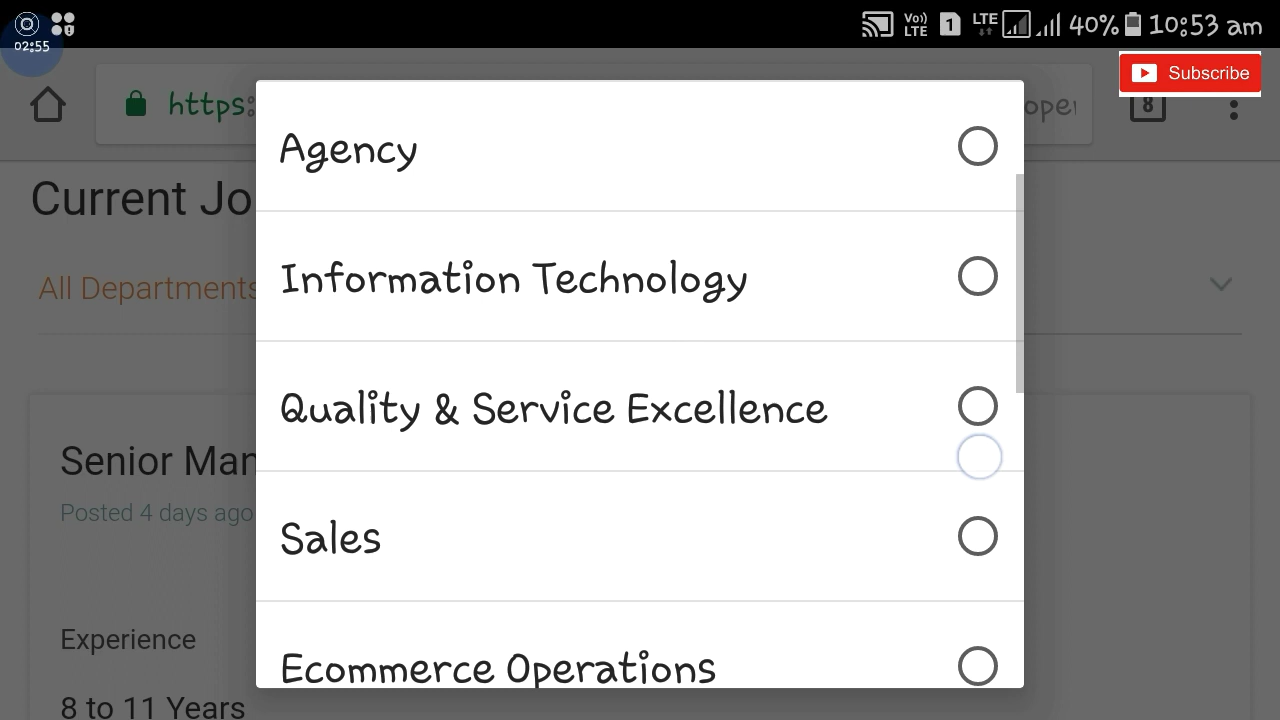 02:55
Vo)) LTE 1 LTE 40% 10:53 am
Subscribe
https: oper
8
Agency
Current Jo
Information Technology
All Departments
Quality & Service Excellence
Senior Man
Posted 4 days ago
Sales
Experience
Ecommerce Operations
8 to 11 Years